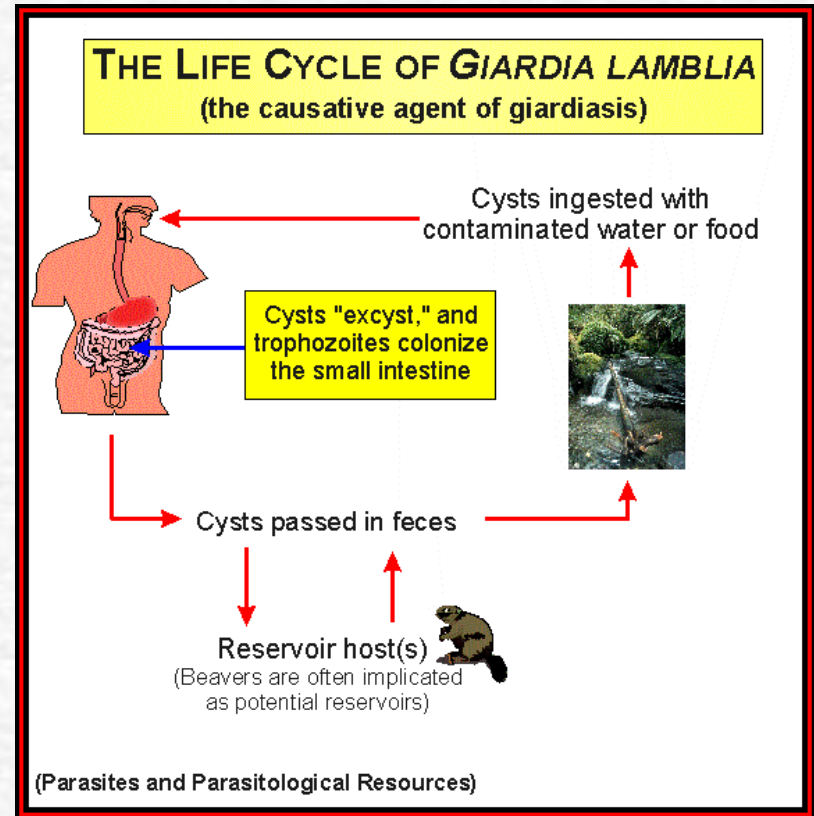 THE LIFE CYCLE OF GIARDIA LAMBLIA
(the causative agent of giardiasis)
Cysts ingested with
contaminated water or food
Cysts "excyst," and
trophozoites colonize
the small intestine
Cysts passed in feces
Reservoir host(s)
(Beavers are often implicated
as potential reservoirs)
(Parasites and Parasitological Resources)